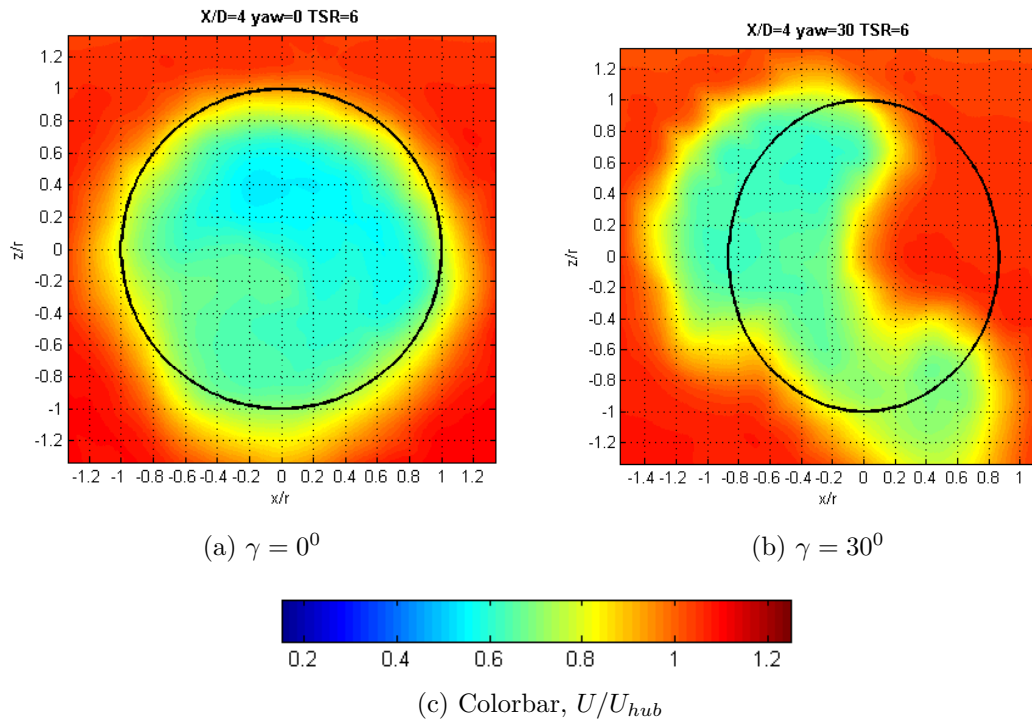 X/D=4 yaw=0 TSR=6
1.2
1
0.8
0.6
0.4
0.2
0
-0.2
-0.4
-0.6
-0.8
-1
-1.2
z/r
-1.2 -1 -0.8 -0.6 -0.4 -0.2 0 0.2 0.4 0.6 0.8 1 1.2
x/r
(a) γ = 0⁰
X/D=4 yaw=30 TSR=6
1.2
1
0.8
0.6
0.4
0.2
0
-0.2
-0.4
-0.6
-0.8
-1
-1.2
z/r
-1.4 -1.2 -1 -0.8 -0.6 -0.4 -0.2 0 0.2 0.4 0.6 0.8 1 1.2
x/r
(b) γ = 30⁰
0.2 0.4 0.6 0.8 1 1.2
(c) Colorbar, U/U_hub